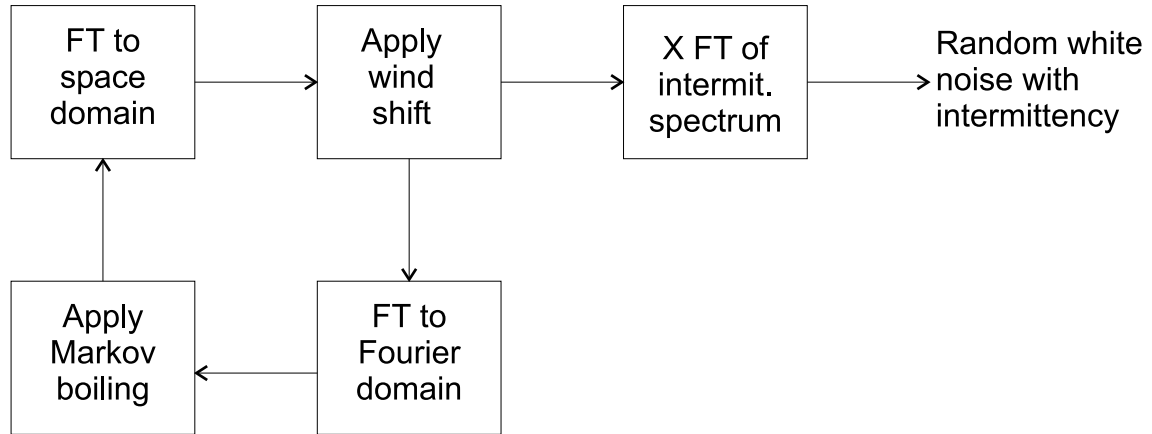 FT to
space
domain
Apply
wind
shift
X FT of
intermit.
spectrum
Random white
noise with
intermittency
Apply
Markov
boiling
FT to
Fourier
domain